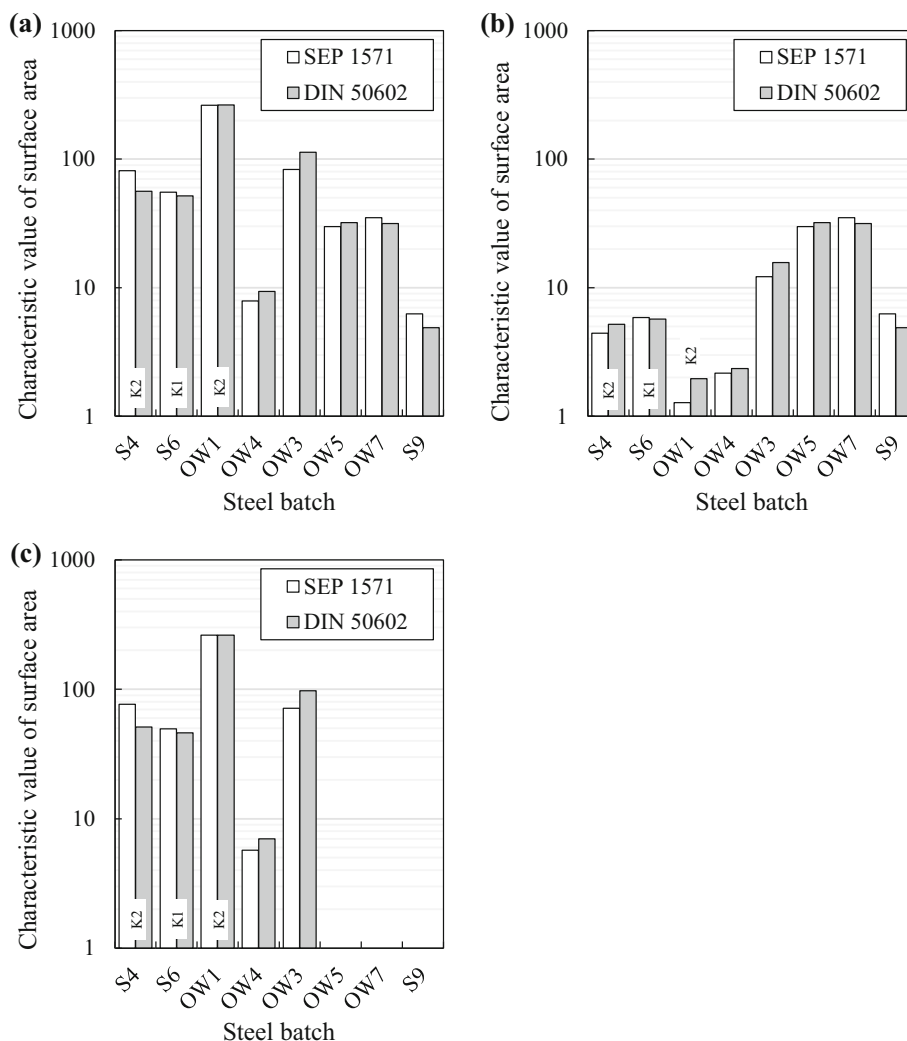 (a)
1000
100
10
1
Characteristic value of surface area
SEP 1571
DIN 50602
K2
K1
K2
S4
S6
OW1
OW4
OW3
OW5
OW7
S9
Steel batch
(b)
1000
100
10
1
Characteristic value of surface area
SEP 1571
DIN 50602
K2
K1
K2
S4
S6
OW1
OW4
OW3
OW5
OW7
S9
Steel batch
(c)
1000
100
10
1
Characteristic value of surface area
SEP 1571
DIN 50602
K2
K1
K2
S4
S6
OW1
OW4
OW3
OW5
OW7
S9
Steel batch